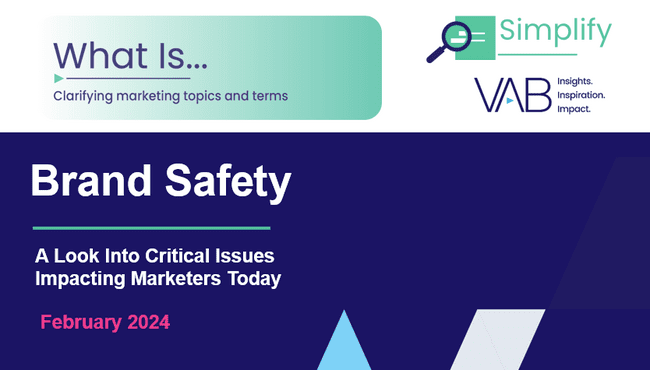 What Is...
Clarifying marketing topics and terms
Simplify
VAB
Insights.
Inspiration.
Impact.
Brand Safety
A Look Into Critical Issues
Impacting Marketers Today
February 2024